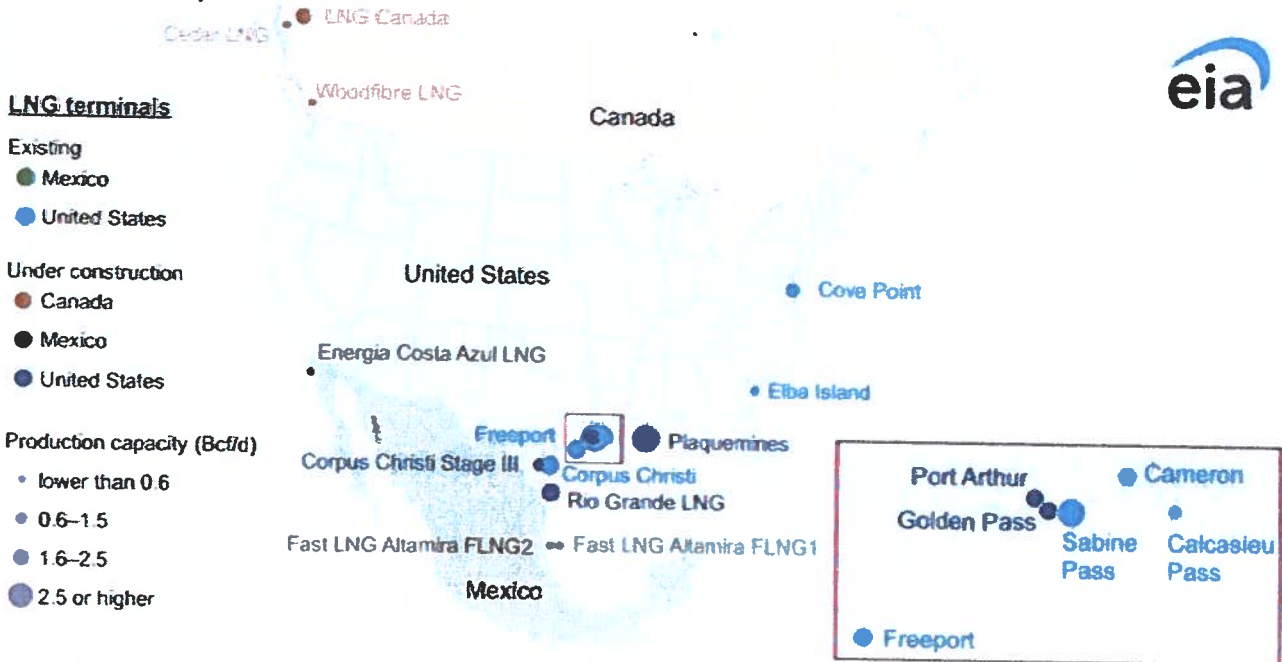 LNG Canada
Cedar LNG
eia
Woodfibre LNG
LNG terminals
Canada
Existing
Mexico
United States
Under construction
United States
Canada
Cove Point
Mexico
Energia Costa Azul LNG
United States
Elba Island
Production capacity (Bcf/d)
Freeport
Plaquemines
Corpus Christi Stage III
Corpus Christi
lower than 0.6
Rio Grande LNG
0.6–1.5
Fast LNG Altamira FLNG2
Fast LNG Altamira FLNG1
1.6–2.5
Mexico
2.5 or higher
Port Arthur
Cameron
Golden Pass
Sabine
Pass
Calcasieu
Pass
Freeport